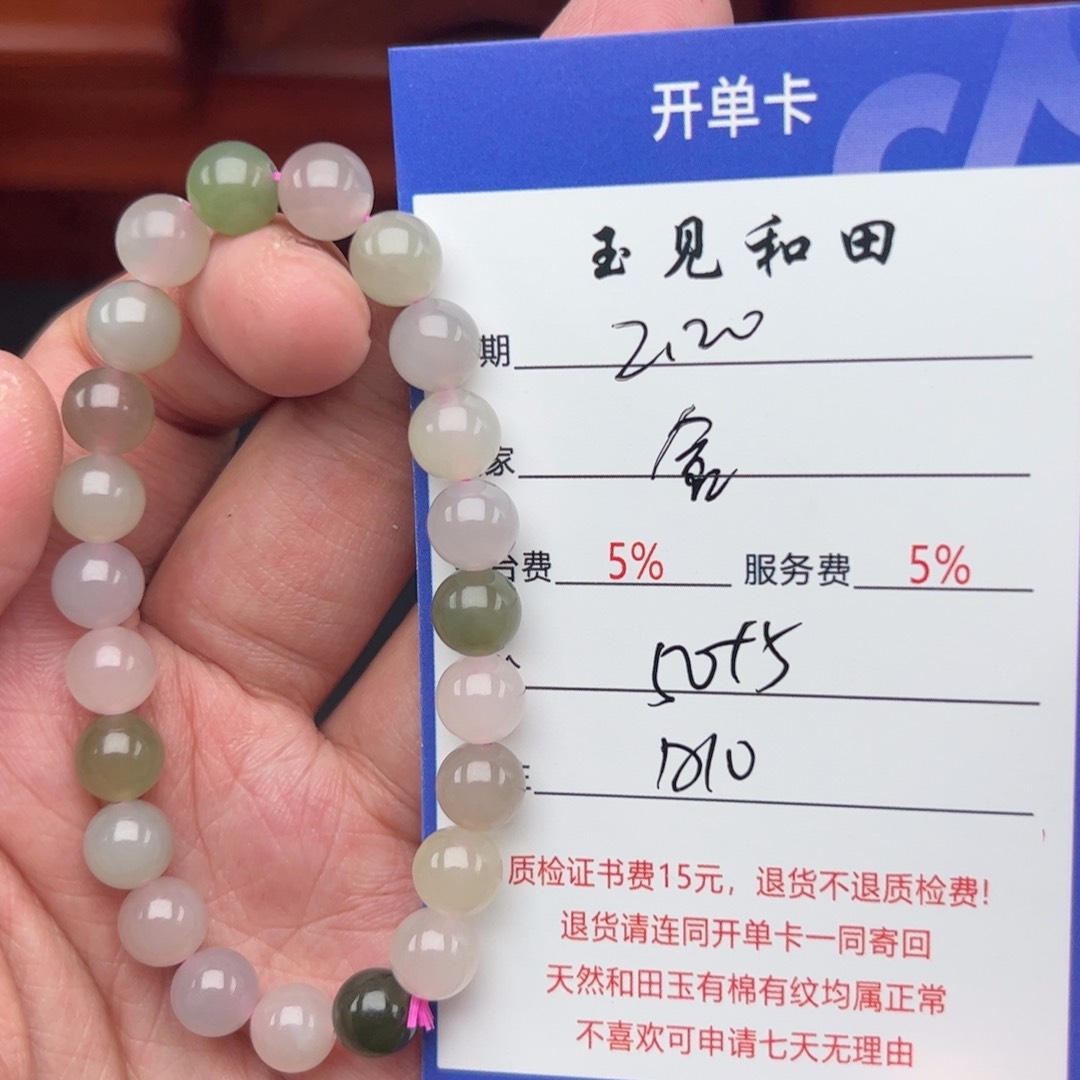 开单卡
玉见和田
期 2.20
家
台费 5% 服务费 5%
50+5
质检证书费15元，退货不退质检费!
退货请连同开单卡一同寄回
天然和田玉有棉有纹均属正常
不喜欢可申请七天无理由